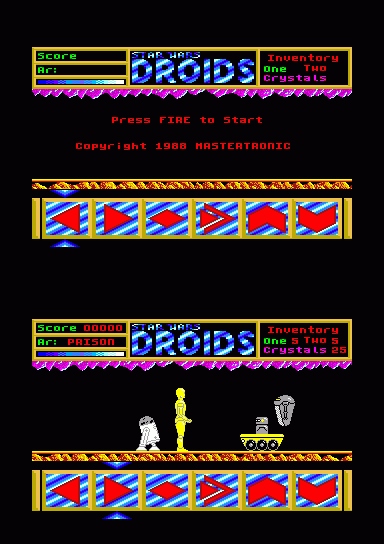 Score
Ar:
STAR WARS
DROIDS
Inventory
One TWO
Crystals
Press FIRE to Start
Copyright 1988 MASTERTRONIC
Score 00000
Ar: PRISON
STAR WARS
DROIDS
Inventory
One 5 TWO 5
Crystals 25